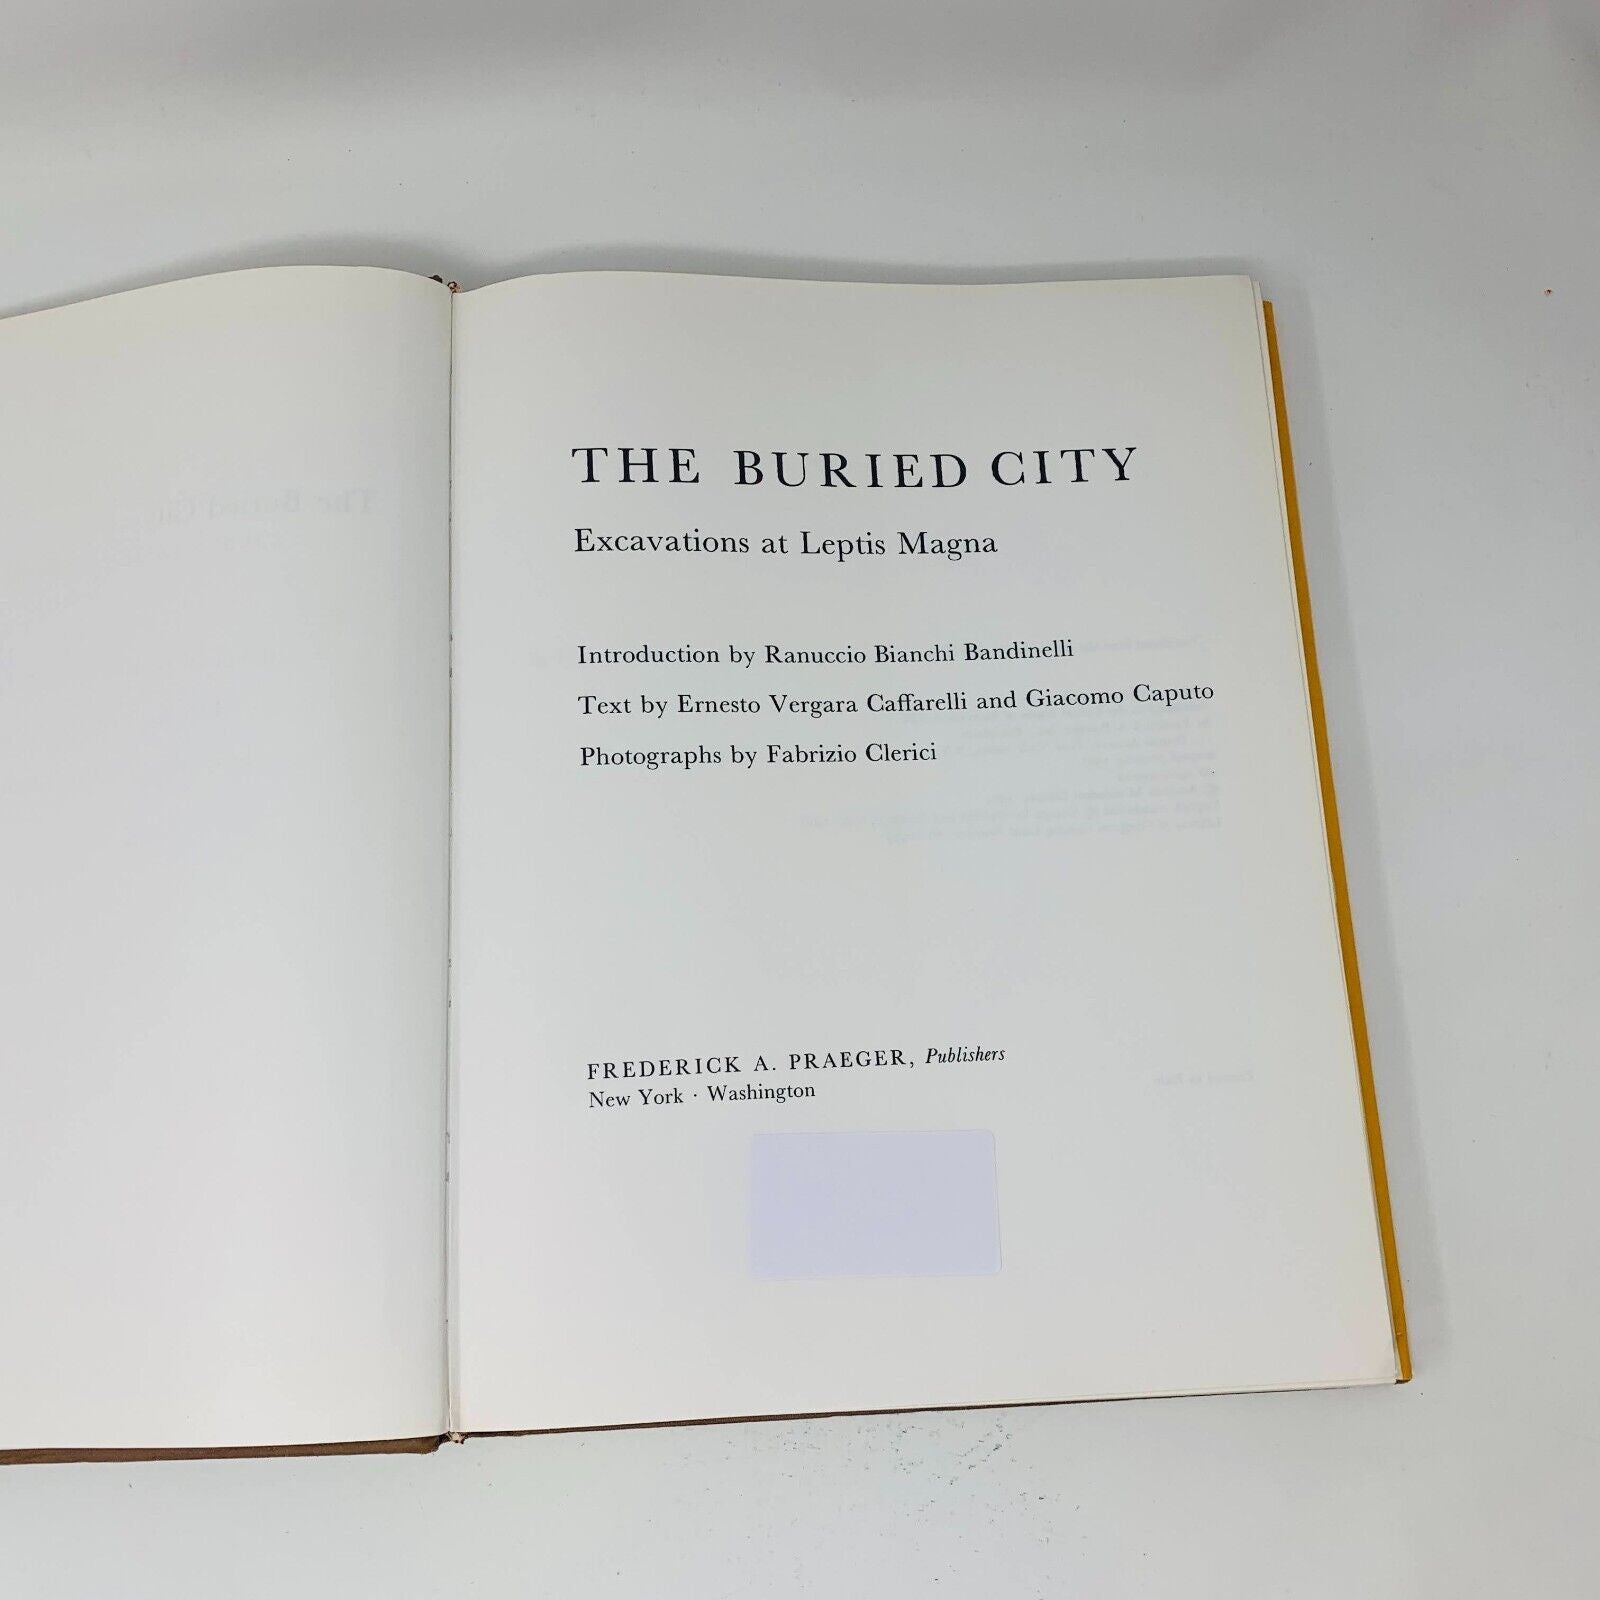 THE BURIED CITY
Excavations at Leptis Magna
Introduction by Ranuccio Bianchi Bandinelli
Text by Ernesto Vergara Caffarelli and Giacomo Caputo
Photographs by Fabrizio Clerici
FREDERICK A. PRAEGER, Publishers
New York · Washington